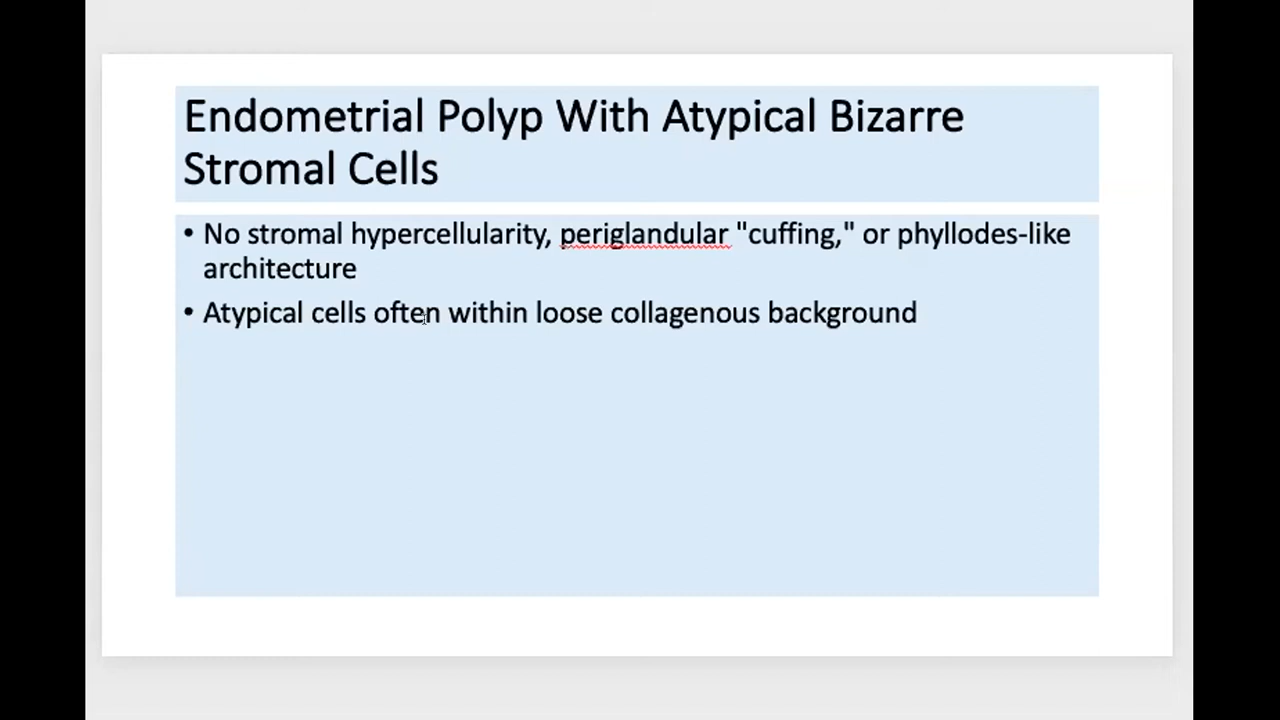 Endometrial Polyp With Atypical Bizarre
Stromal Cells
• No stromal hypercellularity, periglandular "cuffing," or phyllodes-like
architecture
• Atypical cells often within loose collagenous background